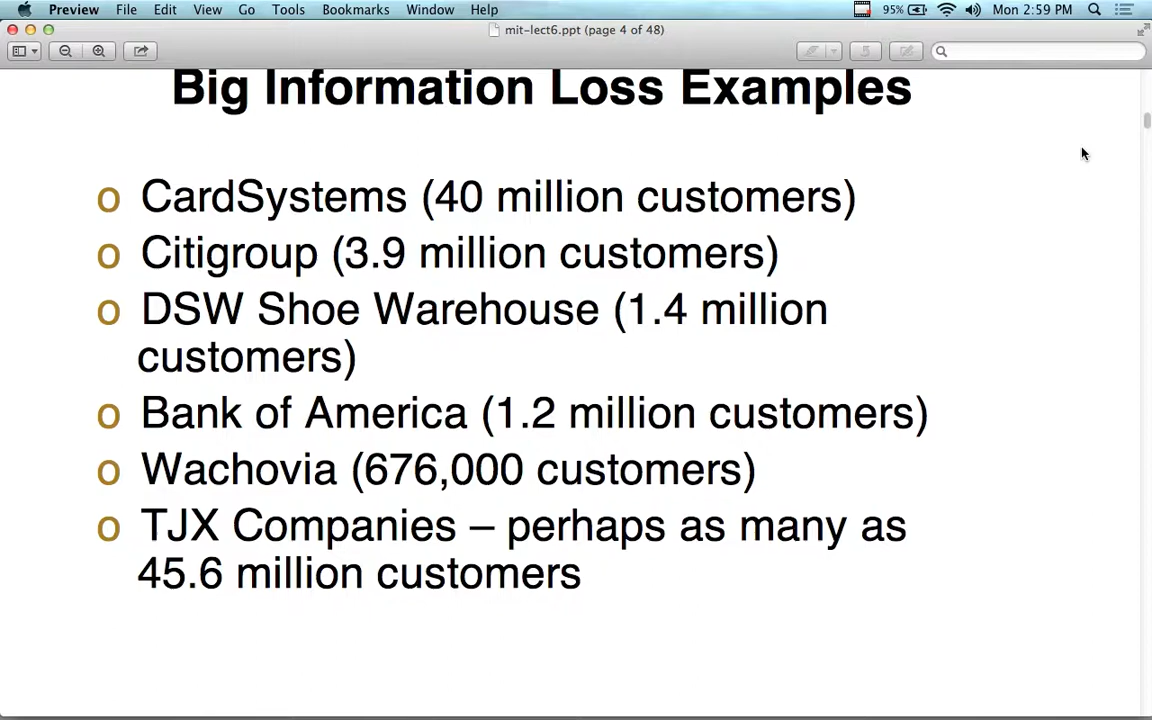 Preview File Edit View Go Tools Bookmarks Window Help 95% Mon 2:59 PM
mit-lect6.ppt (page 4 of 48)
Big Information Loss Examples
o CardSystems (40 million customers)
o Citigroup (3.9 million customers)
o DSW Shoe Warehouse (1.4 million
customers)
o Bank of America (1.2 million customers)
o Wachovia (676,000 customers)
o TJX Companies – perhaps as many as
45.6 million customers